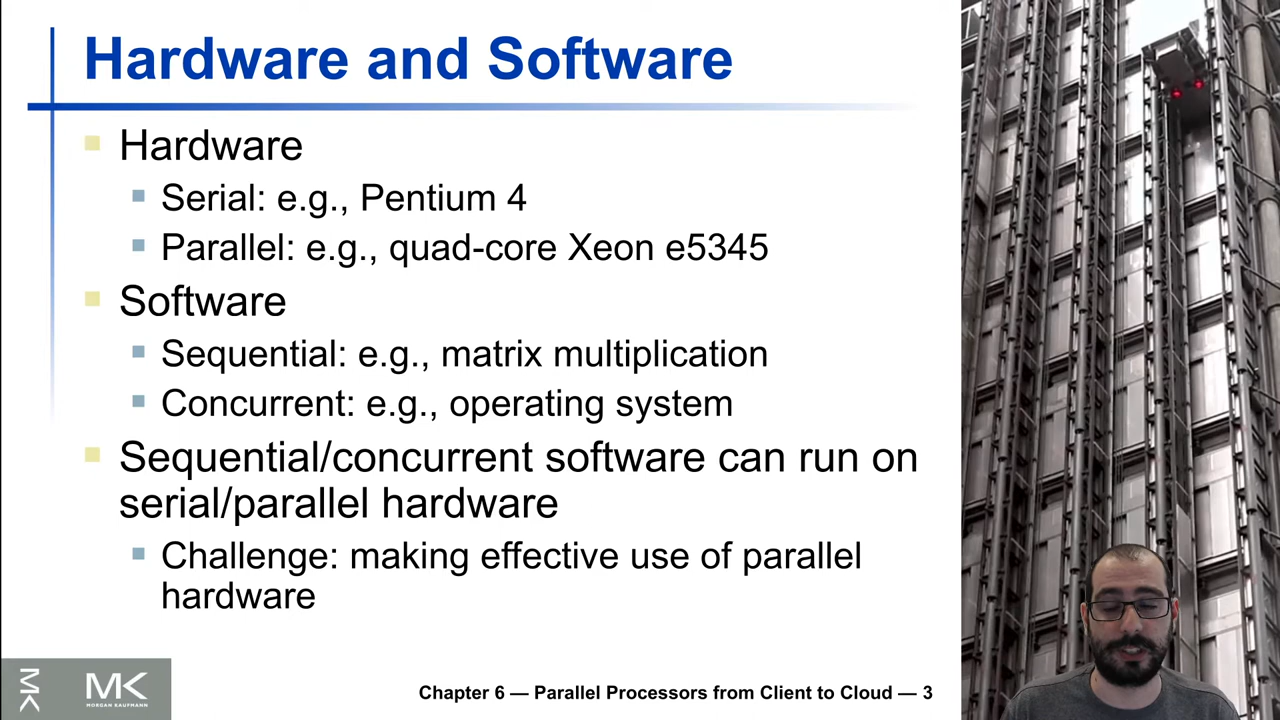 Hardware and Software
Hardware
Serial: e.g., Pentium 4
Parallel: e.g., quad-core Xeon e5345
Software
Sequential: e.g., matrix multiplication
Concurrent: e.g., operating system
Sequential/concurrent software can run on
serial/parallel hardware
Challenge: making effective use of parallel
hardware
MK
MK
MORGAN KAUFMANN
Chapter 6 — Parallel Processors from Client to Cloud — 3